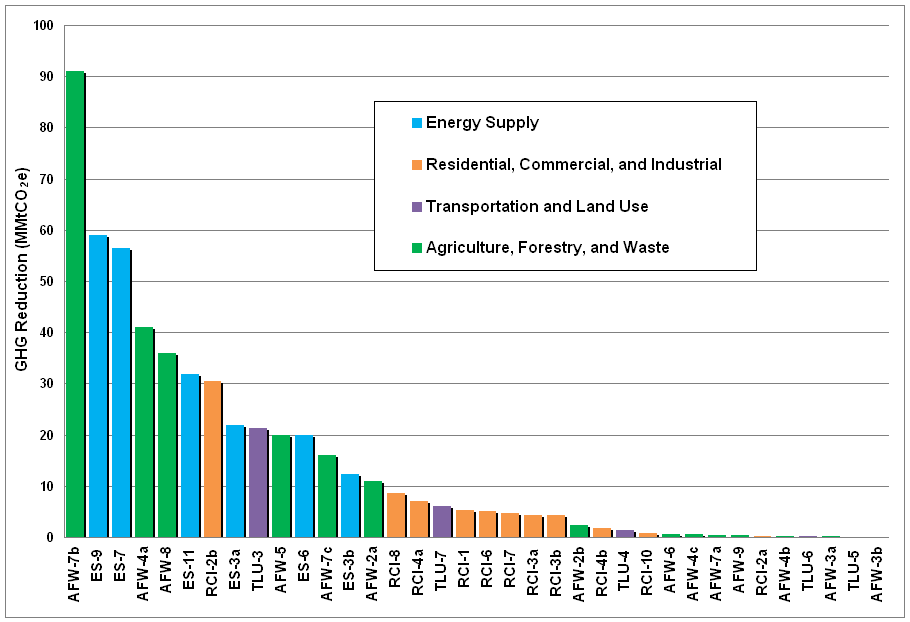 100
90
80
70
60
50
40
30
20
10
0
GHG Reduction (MMtCO₂e)
Energy Supply
Residential, Commercial, and Industrial
Transportation and Land Use
Agriculture, Forestry, and Waste
AFW-7b
ES-9
ES-7
AFW-4a
AFW-8
ES-11
RCI-2b
ES-3a
TLU-3
AFW-5
ES-6
AFW-7c
ES-3b
AFW-2a
RCI-8
RCI-4a
TLU-7
RCI-1
RCI-6
RCI-7
RCI-3a
RCI-3b
AFW-2b
RCI-4b
TLU-4
RCI-10
AFW-6
AFW-4c
AFW-7a
AFW-9
RCI-2a
AFW-4b
TLU-6
AFW-3a
TLU-5
AFW-3b